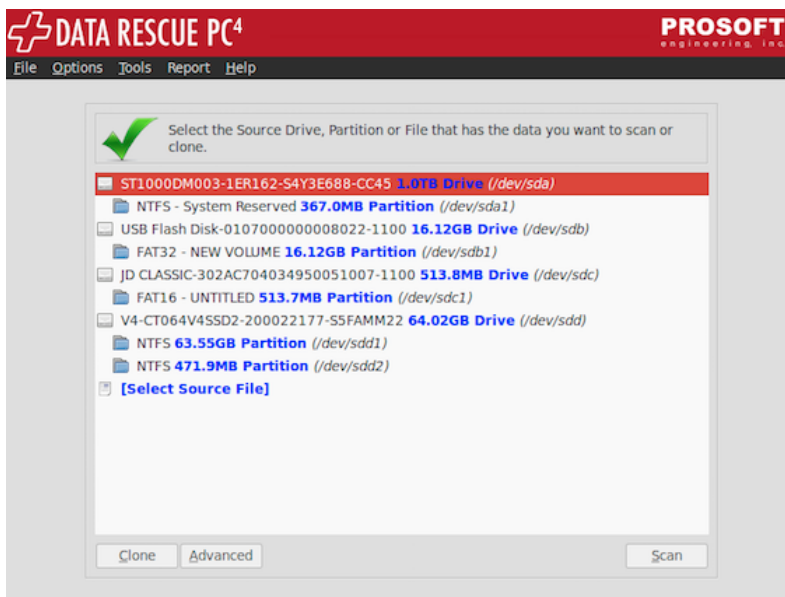 DATA RESCUE PC4
PROSOFT
engineering, inc.
File Options Tools Report Help
Select the Source Drive, Partition or File that has the data you want to scan or
clone.
ST1000DM003-1ER162-S4Y3E688-CC45 1.0TB Drive (/dev/sda)
NTFS - System Reserved 367.0MB Partition (/dev/sda1)
USB Flash Disk-0107000000008022-1100 16.12GB Drive (/dev/sdb)
FAT32 - NEW VOLUME 16.12GB Partition (/dev/sdb1)
JD CLASSIC-302AC704034950051007-1100 513.8MB Drive (/dev/sdc)
FAT16 - UNTITLED 513.7MB Partition (/dev/sdc1)
V4-CT064V4SSD2-200022177-S5FAMM22 64.02GB Drive (/dev/sdd)
NTFS 63.55GB Partition (/dev/sdd1)
NTFS 471.9MB Partition (/dev/sdd2)
[Select Source File]
Clone Advanced Scan